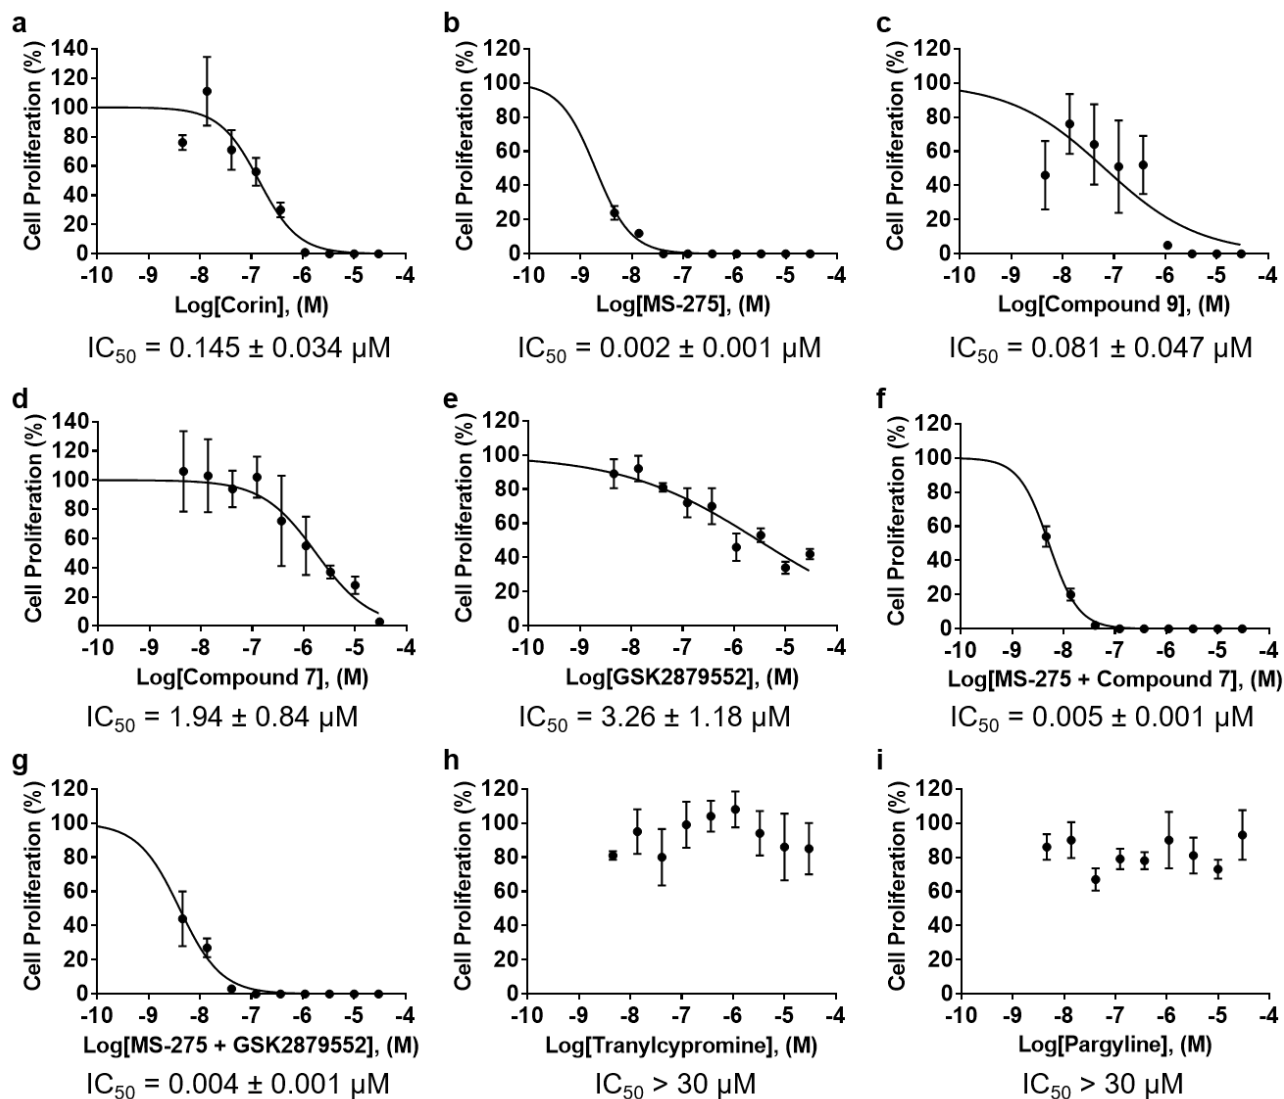 a
Cell Proliferation (%)
140
120
100
80
60
40
20
0
-10 -9 -8 -7 -6 -5 -4
Log[Corin], (M)
IC50 = 0.145 ± 0.034 µM
b
Cell Proliferation (%)
120
100
80
60
40
20
0
-10 -9 -8 -7 -6 -5 -4
Log[MS-275], (M)
IC50 = 0.002 ± 0.001 µM
c
Cell Proliferation (%)
120
100
80
60
40
20
0
-10 -9 -8 -7 -6 -5 -4
Log[Compound 9], (M)
IC50 = 0.081 ± 0.047 µM
d
Cell Proliferation (%)
140
120
100
80
60
40
20
0
-10 -9 -8 -7 -6 -5 -4
Log[Compound 7], (M)
IC50 = 1.94 ± 0.84 µM
e
Cell Proliferation (%)
120
100
80
60
40
20
0
-10 -9 -8 -7 -6 -5 -4
Log[GSK2879552], (M)
IC50 = 3.26 ± 1.18 µM
f
Cell Proliferation (%)
120
100
80
60
40
20
0
-10 -9 -8 -7 -6 -5 -4
Log[MS-275 + Compound 7], (M)
IC50 = 0.005 ± 0.001 µM
g
Cell Proliferation (%)
120
100
80
60
40
20
0
-10 -9 -8 -7 -6 -5 -4
Log[MS-275 + GSK2879552], (M)
IC50 = 0.004 ± 0.001 µM
h
Cell Proliferation (%)
120
100
80
60
40
20
0
-10 -9 -8 -7 -6 -5 -4
Log[Tranylcypromine], (M)
IC50 > 30 µM
i
Cell Proliferation (%)
120
100
80
60
40
20
0
-10 -9 -8 -7 -6 -5 -4
Log[Pargyline], (M)
IC50 > 30 µM